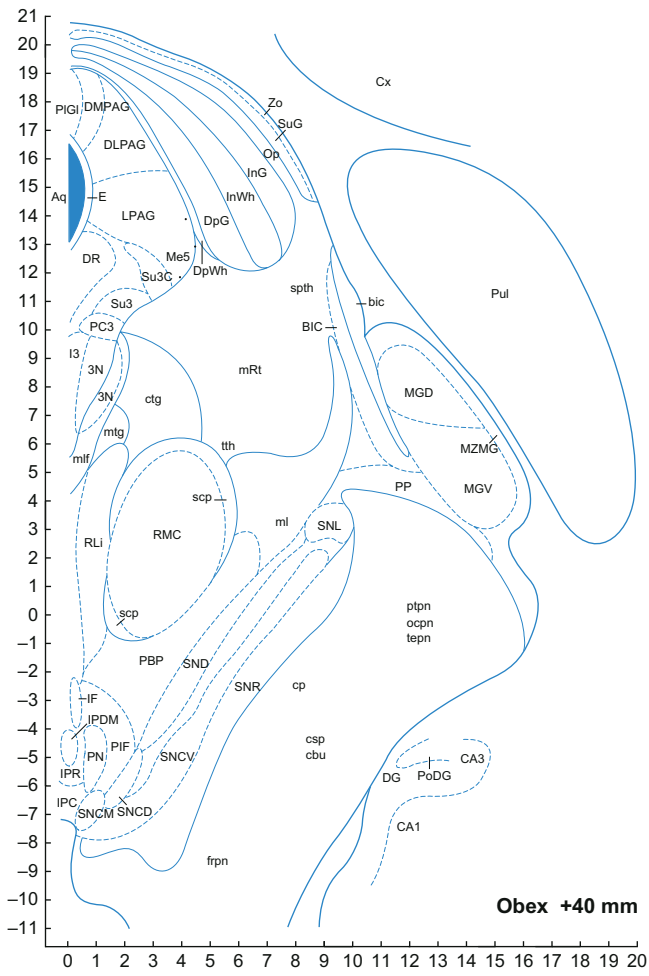 21
20
19
18
17
16
15
14
13
12
11
10
9
8
7
6
5
4
3
2
1
0
–1
–2
–3
–4
–5
–6
–7
–8
–9
–10
–11
Cx
Zo
PlGl
DMPAG
SuG
DLPAG
Op
InG
InWh
Aq
E
LPAG
DpG
DR
Me5
DpWh
Su3C
spth
Pul
Su3
bic
PC3
BIC
I3
3N
mRt
MGD
3N
ctg
mtg
tth
MZMG
mlf
scp
PP
MGV
RLi
RMC
ml
SNL
scp
ptpn
ocpn
tepn
PBP
SND
IF
SNR
cp
IPDM
PN
PIF
SNCV
csp
cbu
CA3
IPR
DG
PoDG
IPC
SNCM
SNCD
CA1
frpn
Obex +40 mm
0 1 2 3 4 5 6 7 8 9 10 11 12 13 14 15 16 17 18 19 20